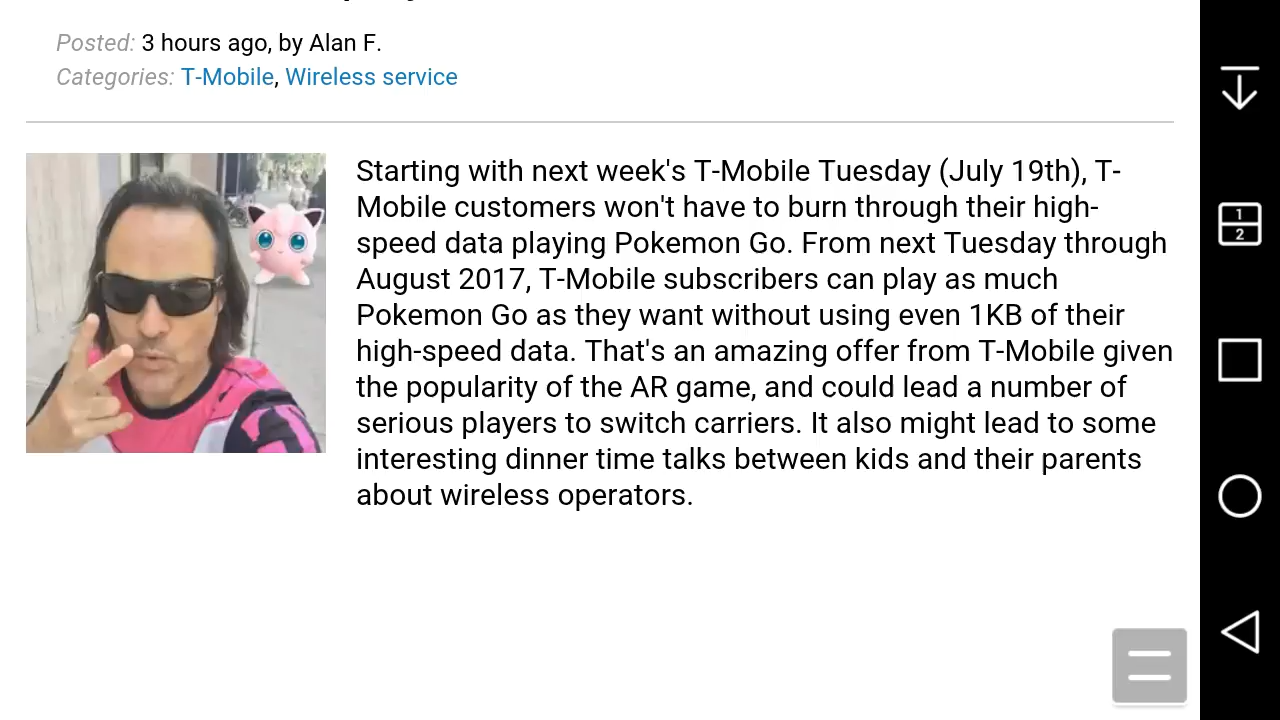 Posted: 3 hours ago, by Alan F.
Categories: T-Mobile, Wireless service
Starting with next week's T-Mobile Tuesday (July 19th), T-
Mobile customers won't have to burn through their high-
speed data playing Pokemon Go. From next Tuesday through
August 2017, T-Mobile subscribers can play as much
Pokemon Go as they want without using even 1KB of their
high-speed data. That's an amazing offer from T-Mobile given
the popularity of the AR game, and could lead a number of
serious players to switch carriers. It also might lead to some
interesting dinner time talks between kids and their parents
about wireless operators.
1
2